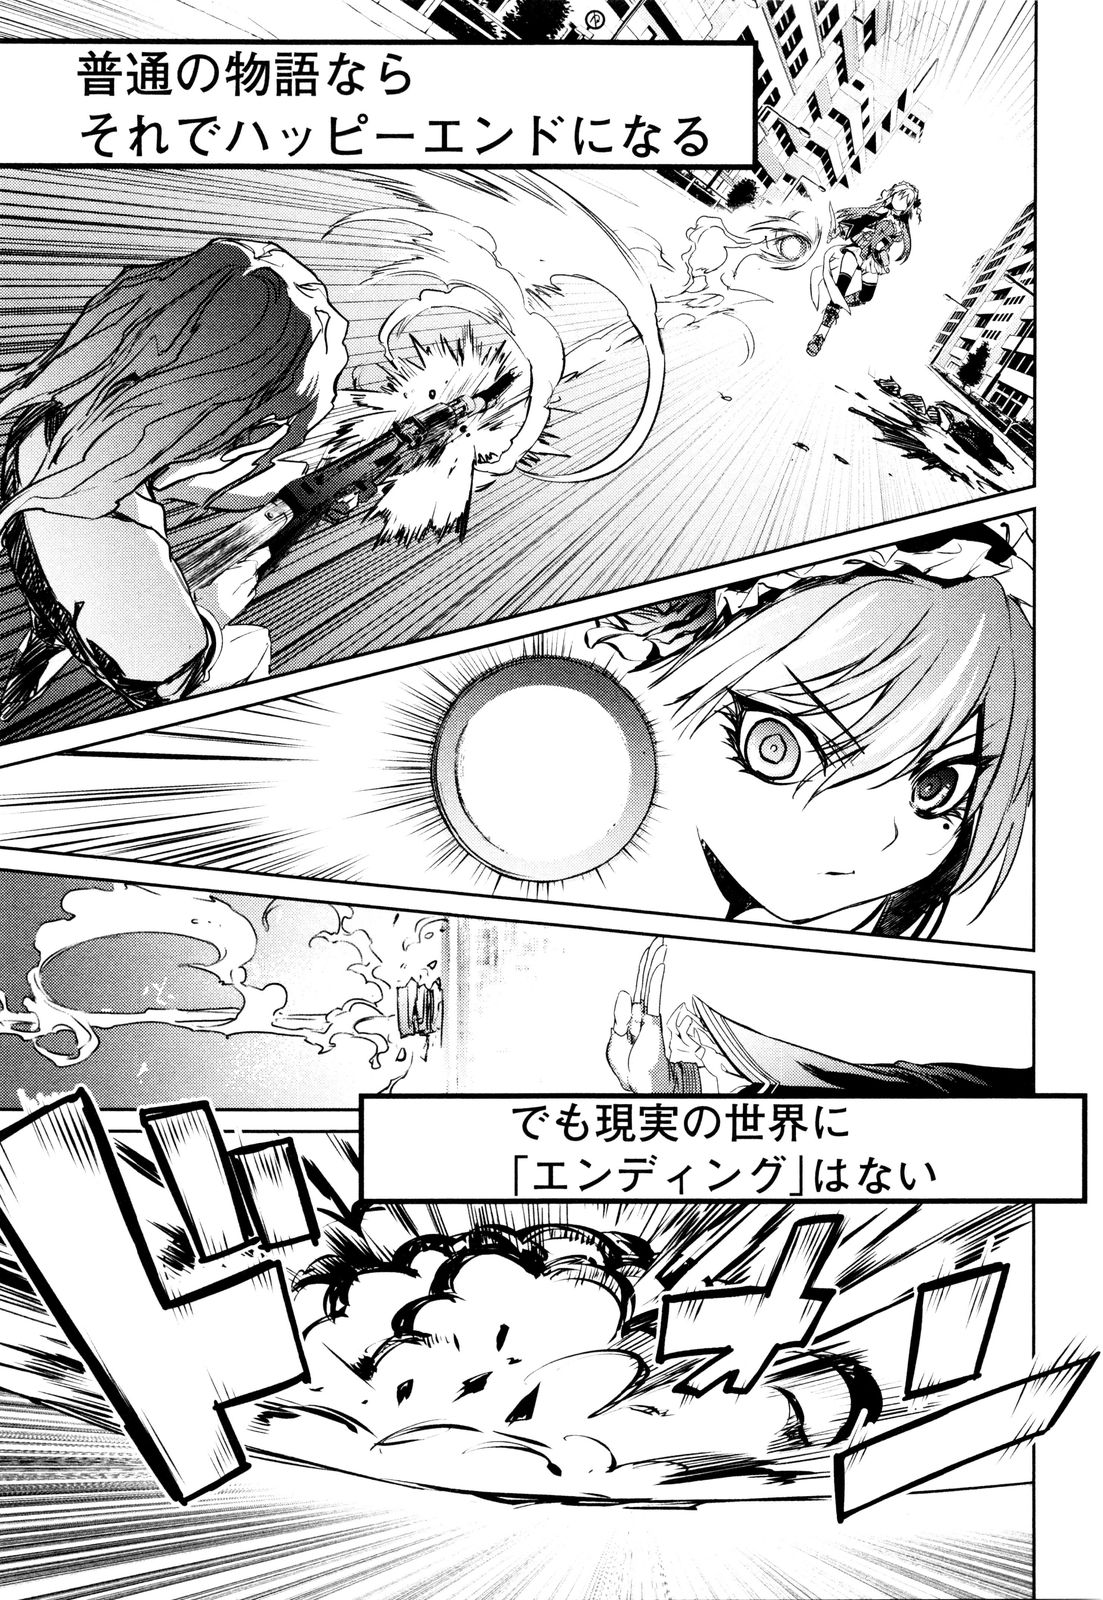 普通の物語なら
それでハッピーエンドになる
でも現実の世界に
「エンディング」はない
ドォン